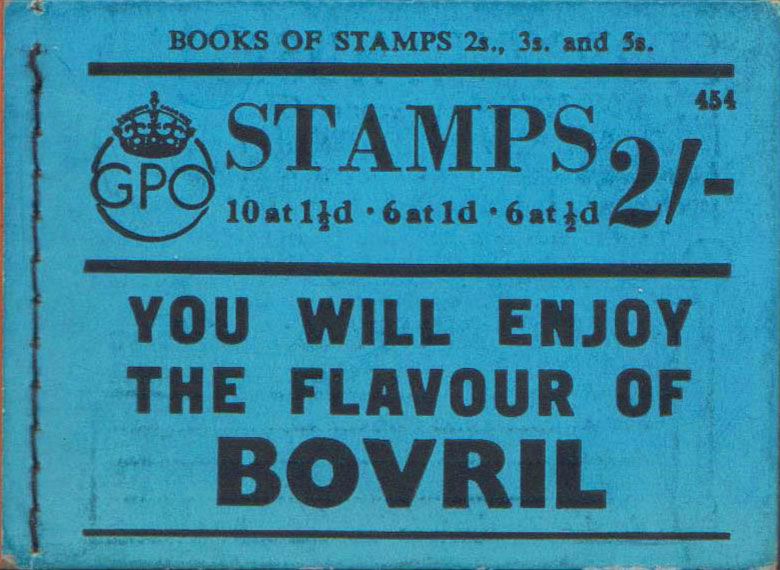 BOOKS OF STAMPS 2s., 3s. and 5s.
454
GPO
STAMPS 2/-
10 at 1½d · 6 at 1d · 6 at ½d
YOU WILL ENJOY
THE FLAVOUR OF
BOVRIL